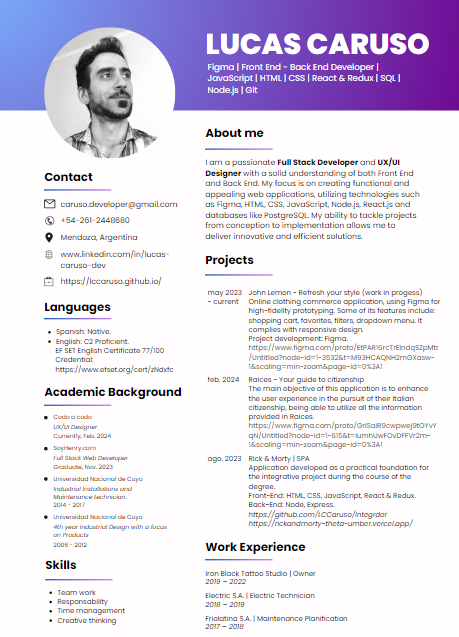 LUCAS CARUSO
Figma | Front End - Back End Developer |
JavaScript | HTML | CSS | React & Redux | SQL |
Node.js | Git
Contact
caruso.developer@gmail.com
+54-261-2448680
Mendoza, Argentina
www.linkedin.com/in/lucas-
caruso-dev
https://lccaruso.github.io/
Languages
Spanish: Native.
English: C2 Proficient.
EF SET English Certificate 77/100
Credential:
https://www.efset.org/cert/zNdxfc
Academic Background
Codo a codo
UX/UI Designer
Currently, Feb. 2024
SoyHenry.com
Full Stack Web Developer
Graduate, Nov. 2023
Universidad Nacional de Cuyo
Industrial Installations and
Maintenance technician.
2014 - 2017
Universidad Nacional de Cuyo
4th year Industrial Design with a focus
on Products
2006 - 2012
Skills
Team work
Responsability
Time management
Creative thinking
About me
I am a passionate Full Stack Developer and UX/UI
Designer with a solid understanding of both Front End
and Back End. My focus is on creating functional and
appealing web applications, utilizing technologies such
as Figma, HTML, CSS, JavaScript, Node.js, React.js and
databases like PostgreSQL. My ability to tackle projects
from conception to implementation allows me to
deliver innovative and efficient solutions.
Projects
may 2023
- current
John Lemon - Refresh your style (work in progess)
Online clothing commerce application, using Figma for
high-fidelity prototyping. Some of its features include:
shopping cart, favorites, filters, dropdown menu. It
complies with responsive design.
Project development: Figma.
https://www.figma.com/proto/EtPAR16rcTrEindqSZpMtr
/Untitled?node-id=1-3532&t=M93HCAQNH2mGXasw-
1&scaling=min-zoom&page-id=0%3A1
feb. 2024
Raices - Your guide to citizenship
The main objective of this application is to enhance
the user experience in the pursuit of their Italian
citizenship, being able to utilize all the information
provided in Raices.
https://www.figma.com/proto/GriSaiR9cwpwej9tOYvY
qN/Untitled?node-id=1-615&t=IumhUwFOvDFFVr2m-
1&scaling=min-zoom&page-id=0%3A1
ago. 2023
Rick & Morty | SPA
Application developed as a practical foundation for
the integrative project during the course of the
degree.
Front-End: HTML, CSS, JavaScript, React & Redux.
Back-End: Node, Express.
https://github.com/LCCaruso/Integrdor
https://rickandmorty-theta-umber.vercel.app/
Work Experience
Iron Black Tattoo Studio | Owner
2019 – 2022
Electric S.A. | Electric Technician
2018 – 2019
Friolatina S.A. | Maintenance Planification
2017 – 2018